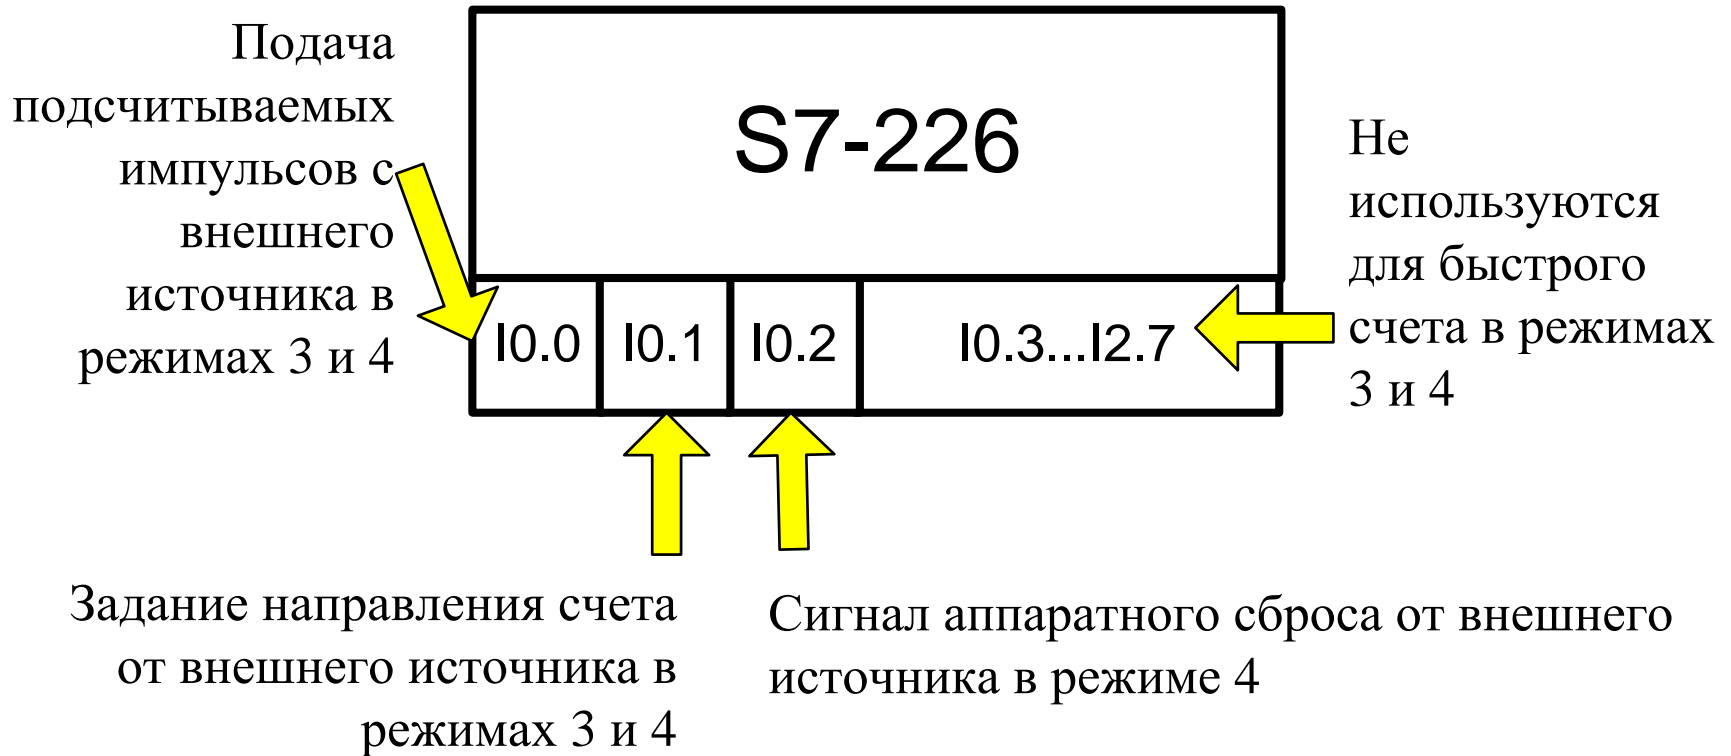 Подача
подсчитываемых
импульсов с
внешнего
источника в
режимах 3 и 4
S7-226
Не
используются
для быстрого
счета в режимах
3 и 4
I0.0
I0.1
I0.2
I0.3...I2.7
Задание направления счета
от внешнего источника в
режимах 3 и 4
Сигнал аппаратного сброса от внешнего
источника в режиме 4